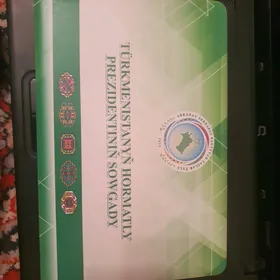 TÜRKMENISTANYŇ HORMATLY
PREZIDENTINIŇ SOWGADY